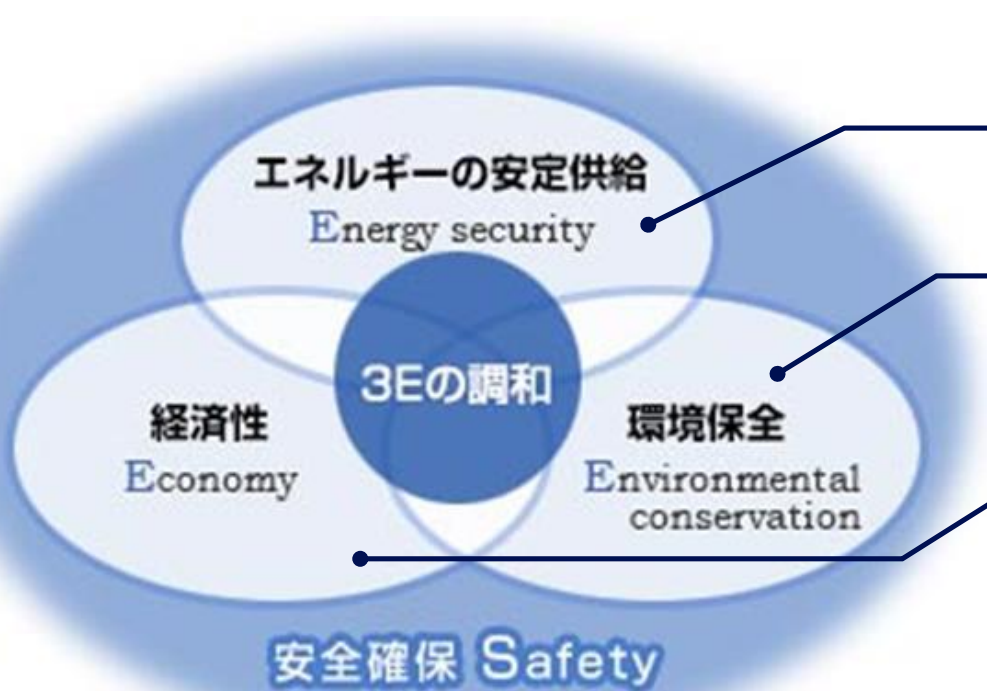 エネルギーの安定供給
Energy security
3Eの調和
経済性
Economy
環境保全
Environmental
conservation
安全確保 Safety